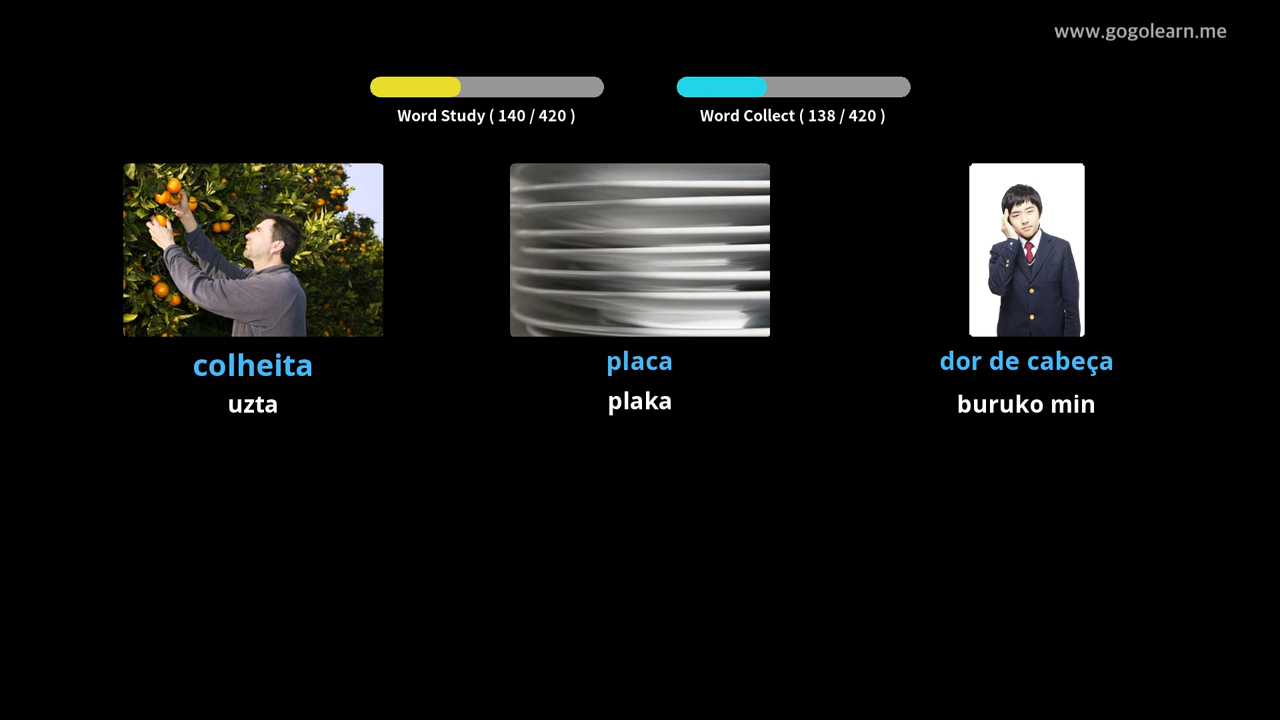 www.gogolearn.me
Word Study ( 140 / 420 )
Word Collect ( 138 / 420 )
colheita
uzta
placa
plaka
dor de cabeça
buruko min